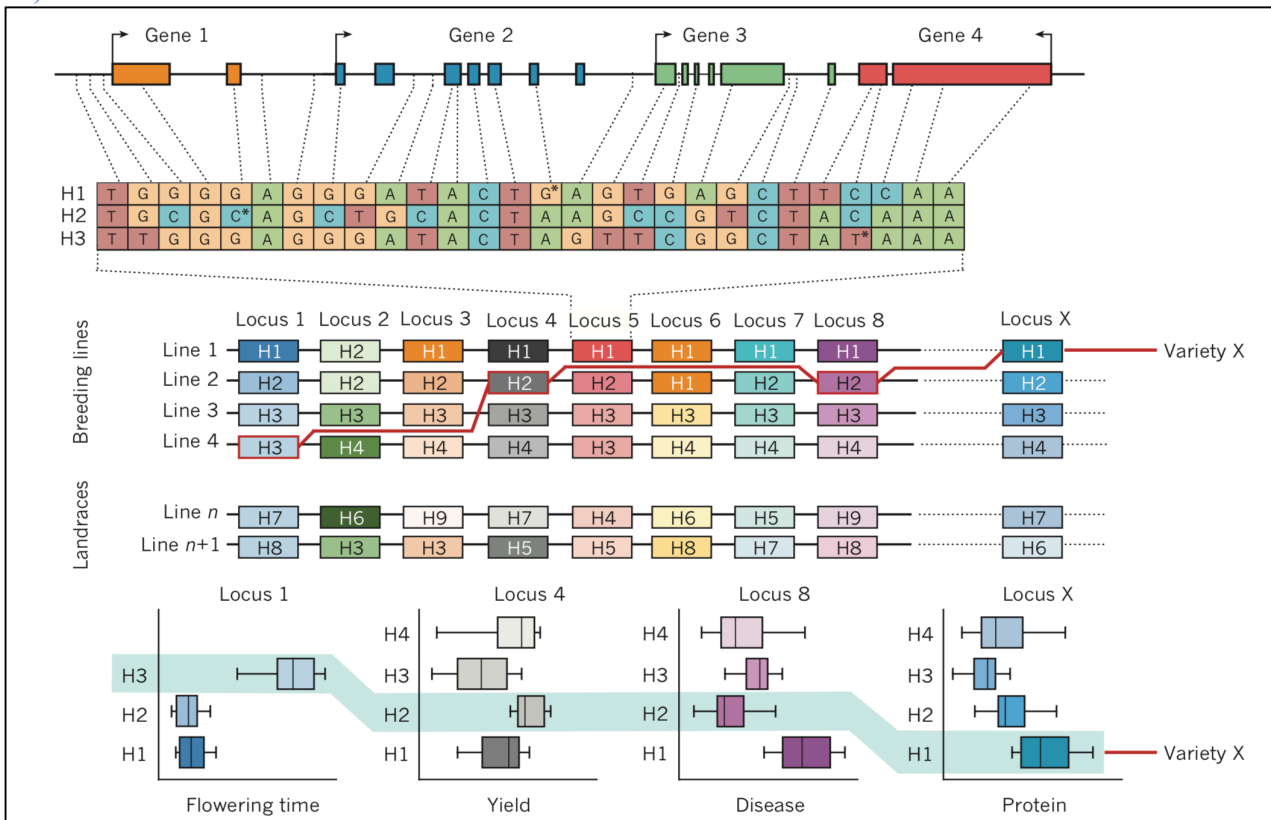 Gene 1 Gene 2 Gene 3 Gene 4
H1 T G G G G A G G G A T A C T G* A G T G A G C T T C C A A
H2 T G C G C* A G C T G C A C T A A G C C G T C T A C A A A
H3 T T G G G A G G G A T A C T A G T T C G G C T A T* A A A
Locus 1 Locus 2 Locus 3 Locus 4 Locus 5 Locus 6 Locus 7 Locus 8 Locus X
Breeding lines
Line 1 H1 H2 H1 H1 H1 H1 H1 H1 H1 Variety X
Line 2 H2 H2 H2 H2 H2 H1 H2 H2 H2
Line 3 H3 H3 H3 H3 H3 H3 H3 H3 H3
Line 4 H3 H4 H4 H4 H3 H4 H4 H4 H4
Landraces
Line n H7 H6 H9 H7 H4 H6 H5 H9 H7
Line n+1 H8 H3 H3 H5 H5 H8 H7 H8 H6
Locus 1 Locus 4 Locus 8 Locus X
H4 H4 H4
H3 H3 H3 H3
H2 H2 H2 H2
H1 H1 H1 H1 Variety X
Flowering time Yield Disease Protein